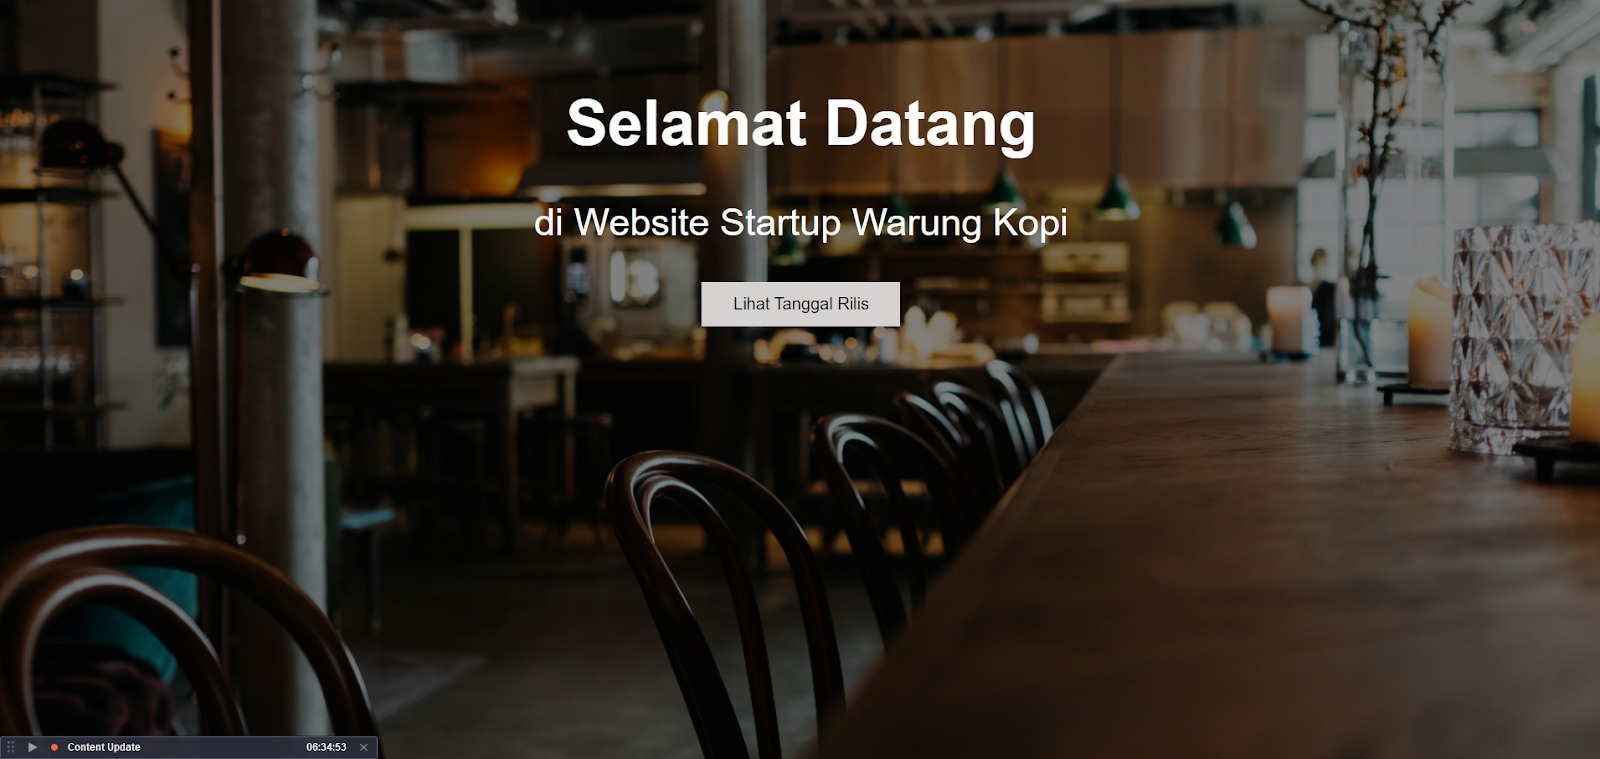 Selamat Datang
di Website Startup Warung Kopi
Lihat Tanggal Rilis
Content Update 06:34:53